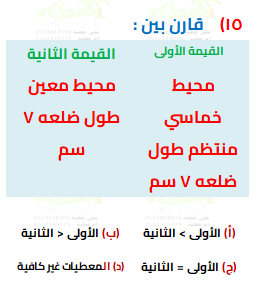 ١٥) قارن بين :
القيمة الأولى
القيمة الثانية
محيط
خماسي
منتظم طول
ضلعه ٧ سم
محيط معين
طول ضلعه ٧
سم
(أ) الأولى > الثانية
(ب) الأولى < الثانية
(ج) الأولى = الثانية
(د) المعطيات غير كافية